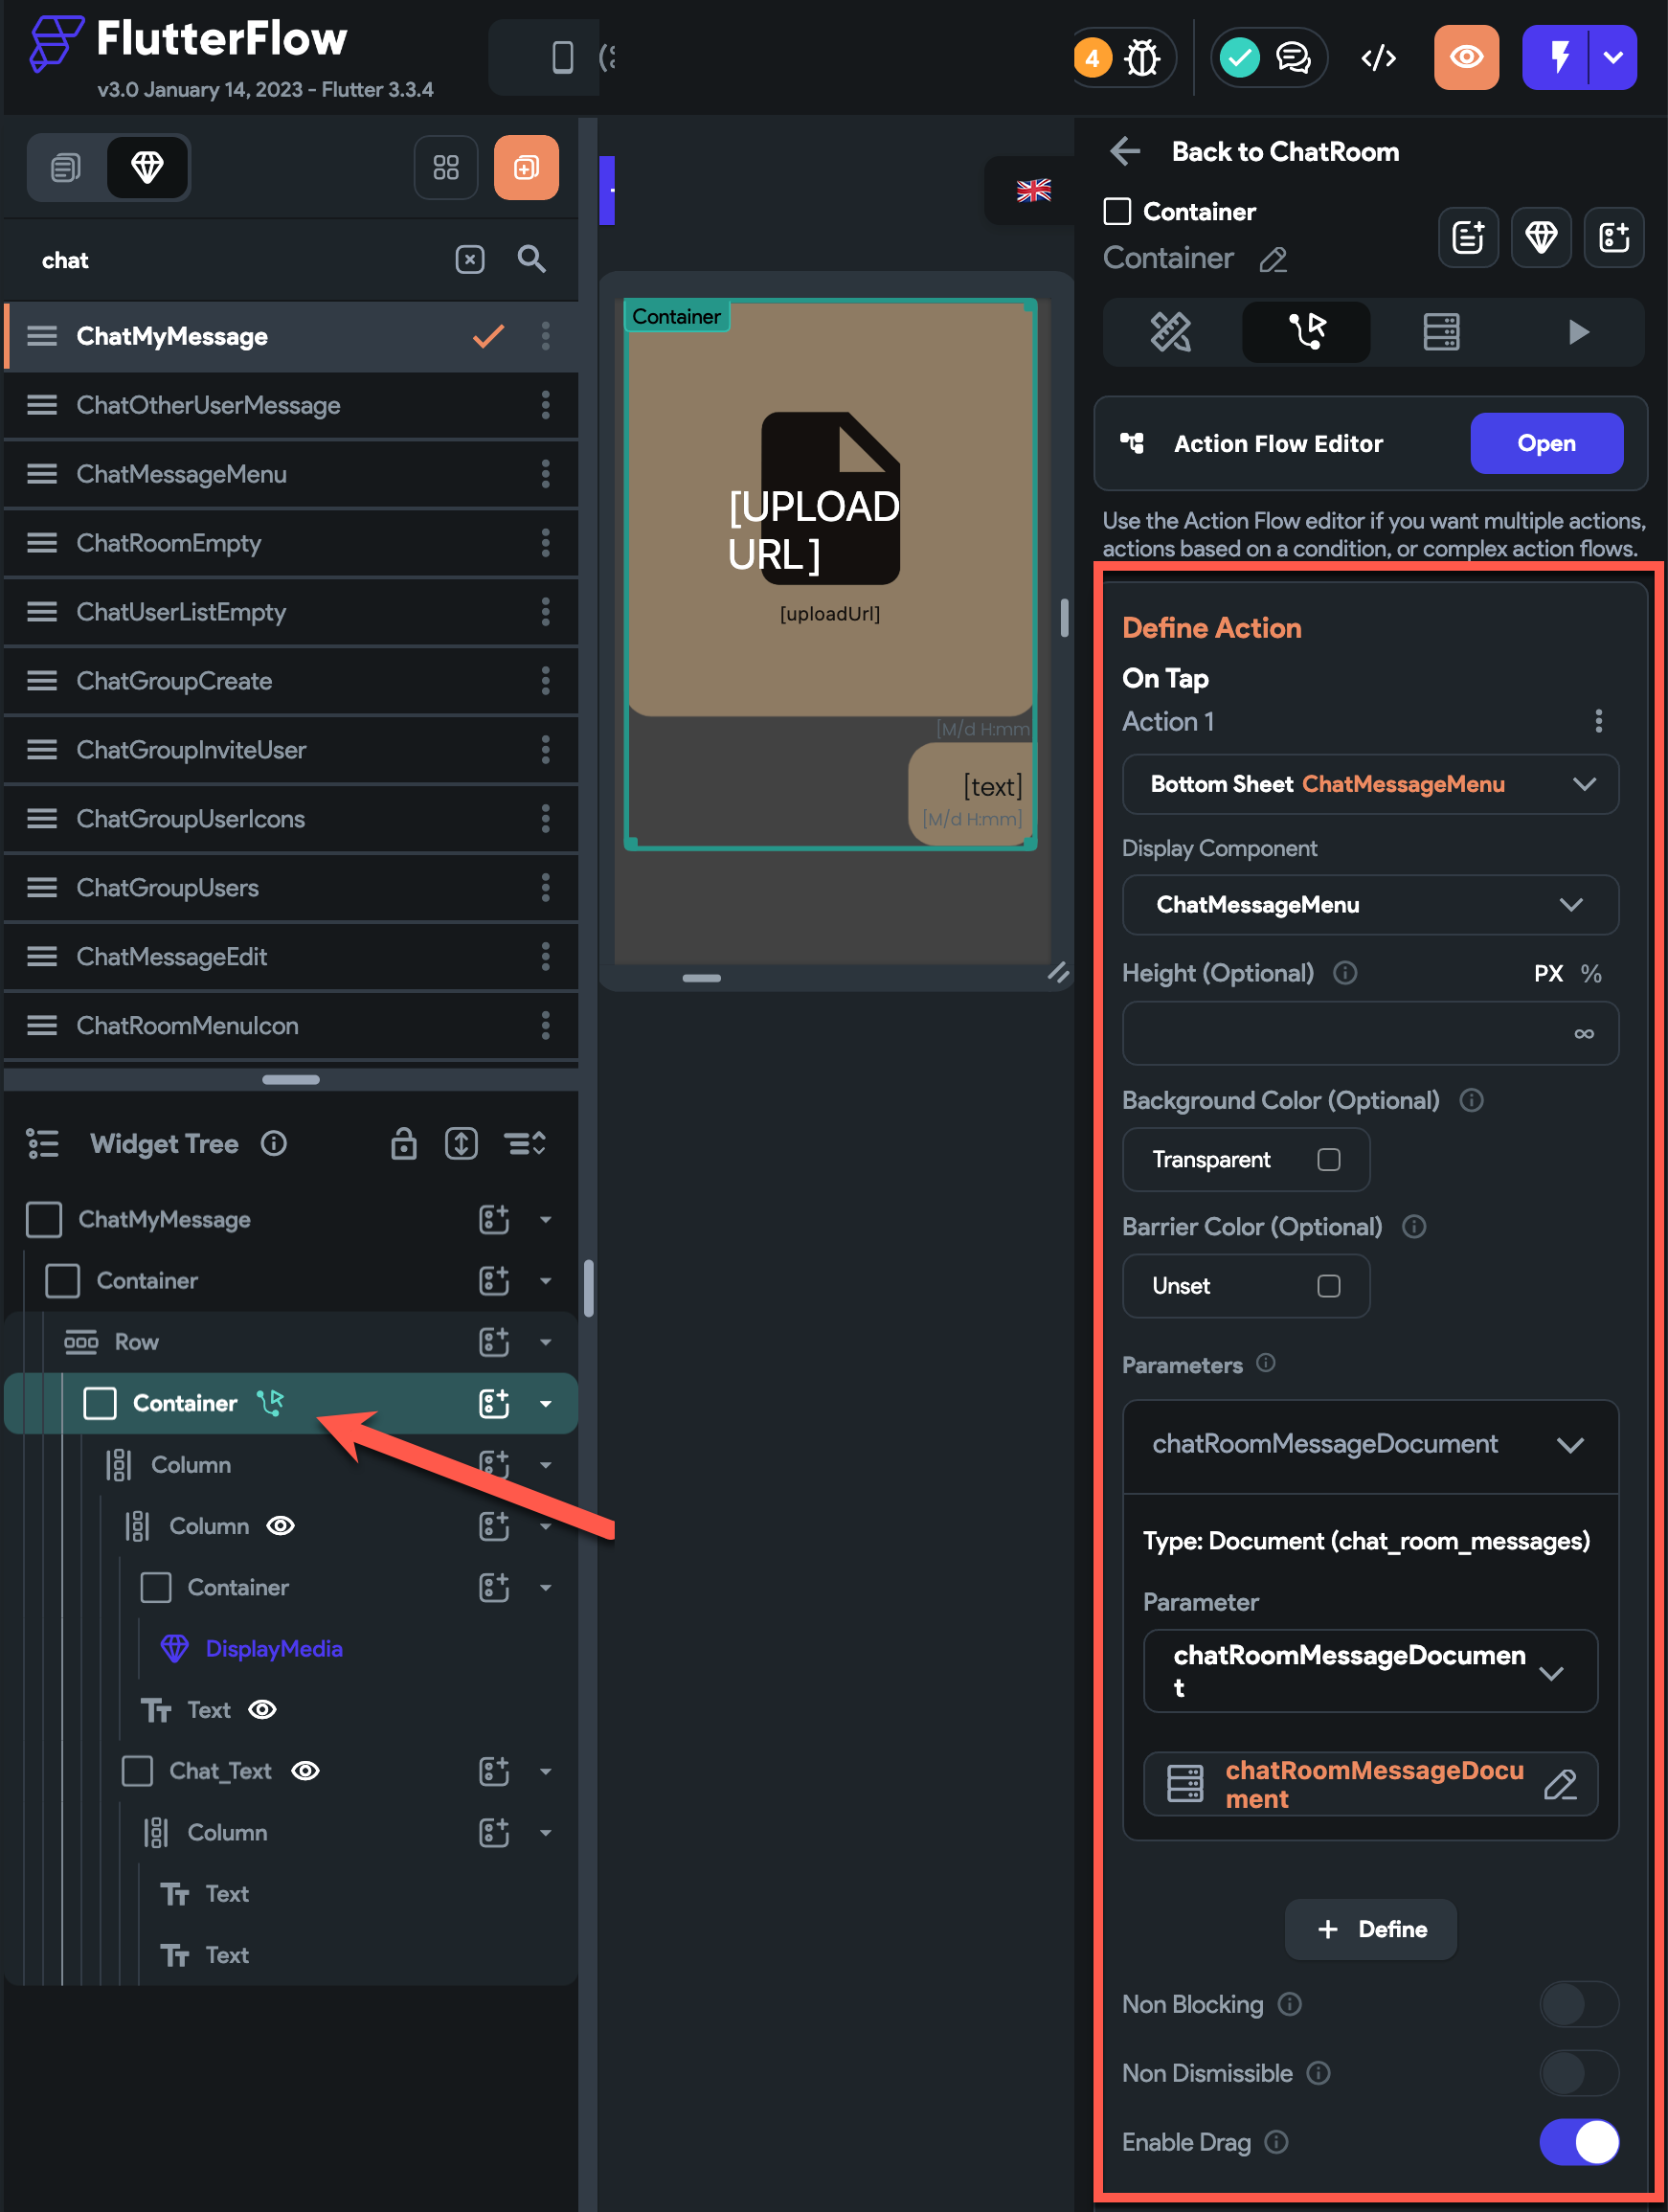 FlutterFlow
v3.0 January 14, 2023 - Flutter 3.3.4
4
chat
ChatMyMessage
ChatOtherUserMessage
ChatMessageMenu
ChatRoomEmpty
ChatUserListEmpty
ChatGroupCreate
ChatGroupInviteUser
ChatGroupUserIcons
ChatGroupUsers
ChatMessageEdit
ChatRoomMenuIcon
Widget Tree
ChatMyMessage
Container
Row
Container
Column
Column
Container
DisplayMedia
Text
Chat_Text
Column
Text
Text
Container
[UPLOAD
URL]
[uploadUrl]
[M/d H:mm
[text]
[M/d H:mm]
Back to ChatRoom
Container
Container
Action Flow Editor
Open
Use the Action Flow editor if you want multiple actions,
actions based on a condition, or complex action flows.
Define Action
On Tap
Action 1
Bottom Sheet ChatMessageMenu
Display Component
ChatMessageMenu
Height (Optional) PX %
∞
Background Color (Optional)
Transparent
Barrier Color (Optional)
Unset
Parameters
chatRoomMessageDocument
Type: Document (chat_room_messages)
Parameter
chatRoomMessageDocumen
t
chatRoomMessageDocu
ment
+ Define
Non Blocking
Non Dismissible
Enable Drag